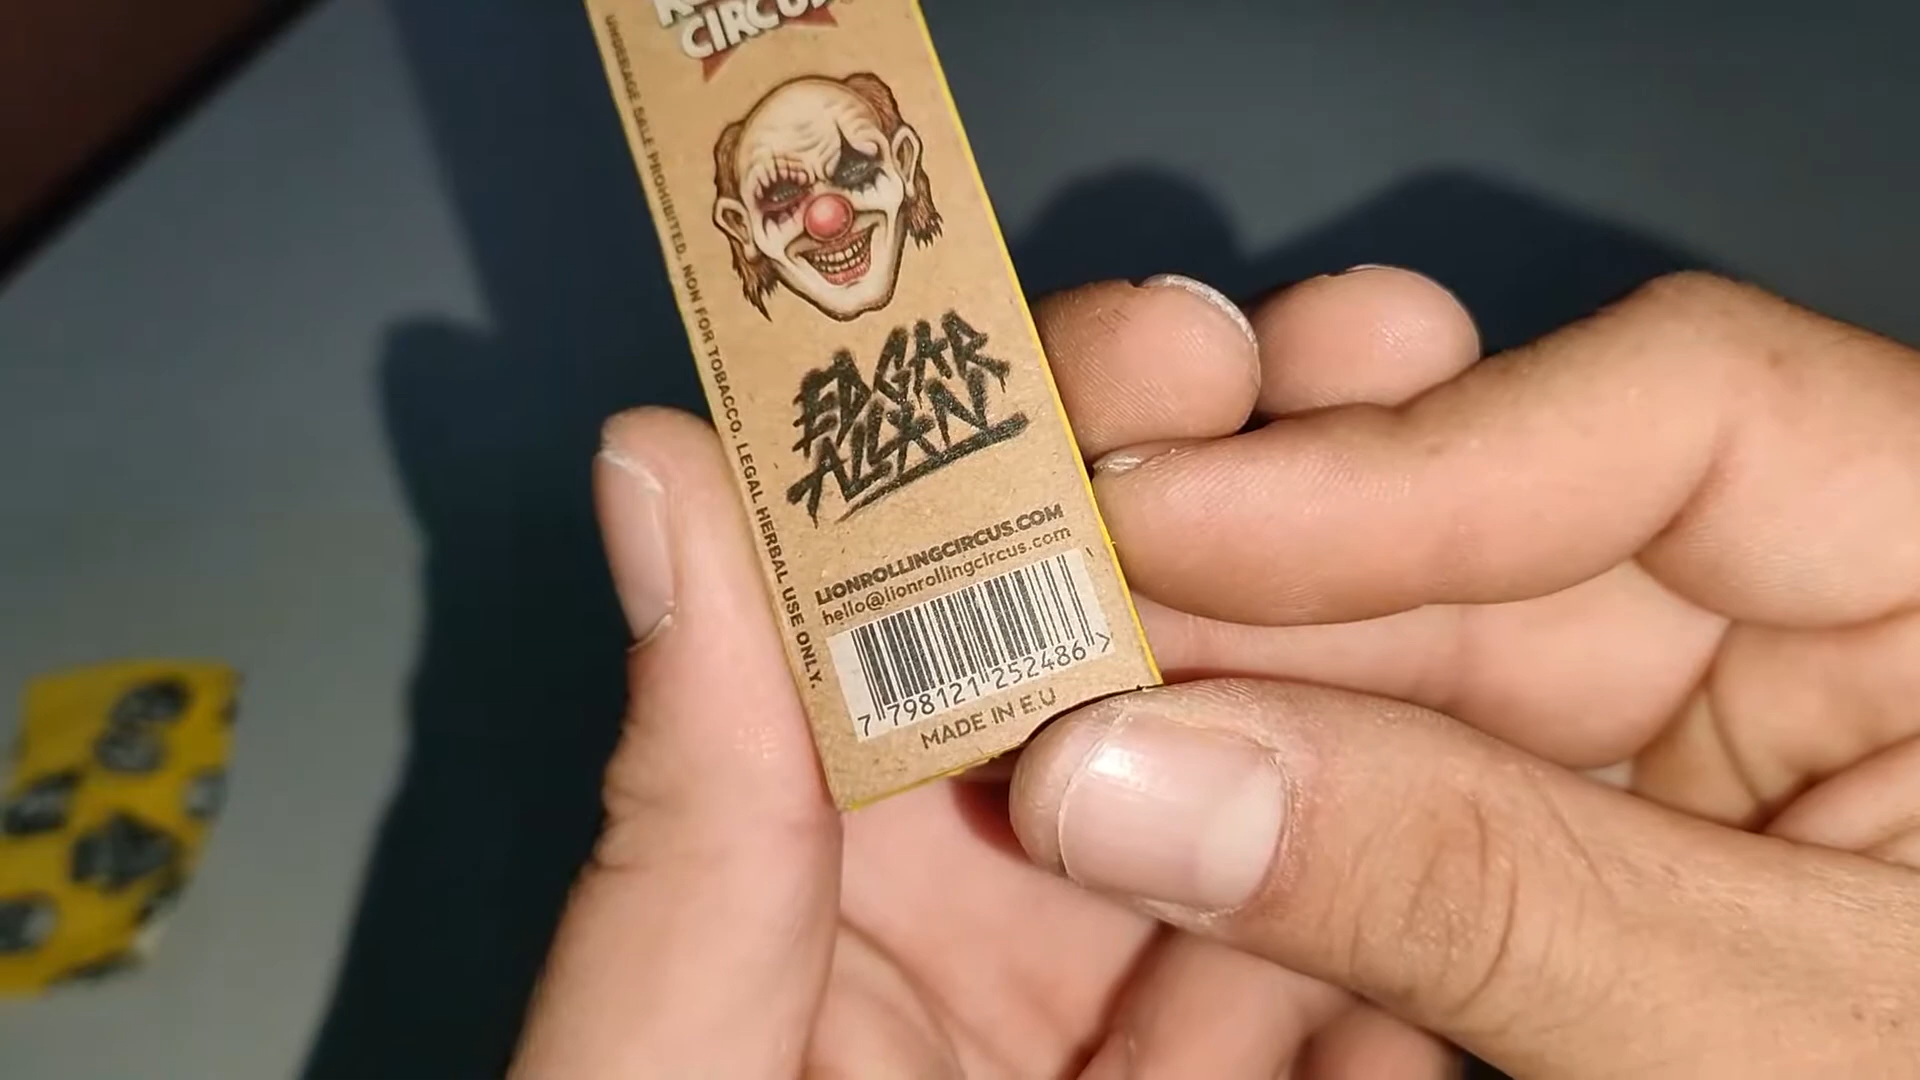 CIRCUS
UNDERAGE SALE PROHIBITED. NON FOR TOBACCO. LEGAL HERBAL USE ONLY.
EDGAR
ALLAN
LIONROLLINGCIRCUS.COM
hello@lionrollingcircus.com
7 798121 252486 >
MADE IN E.U